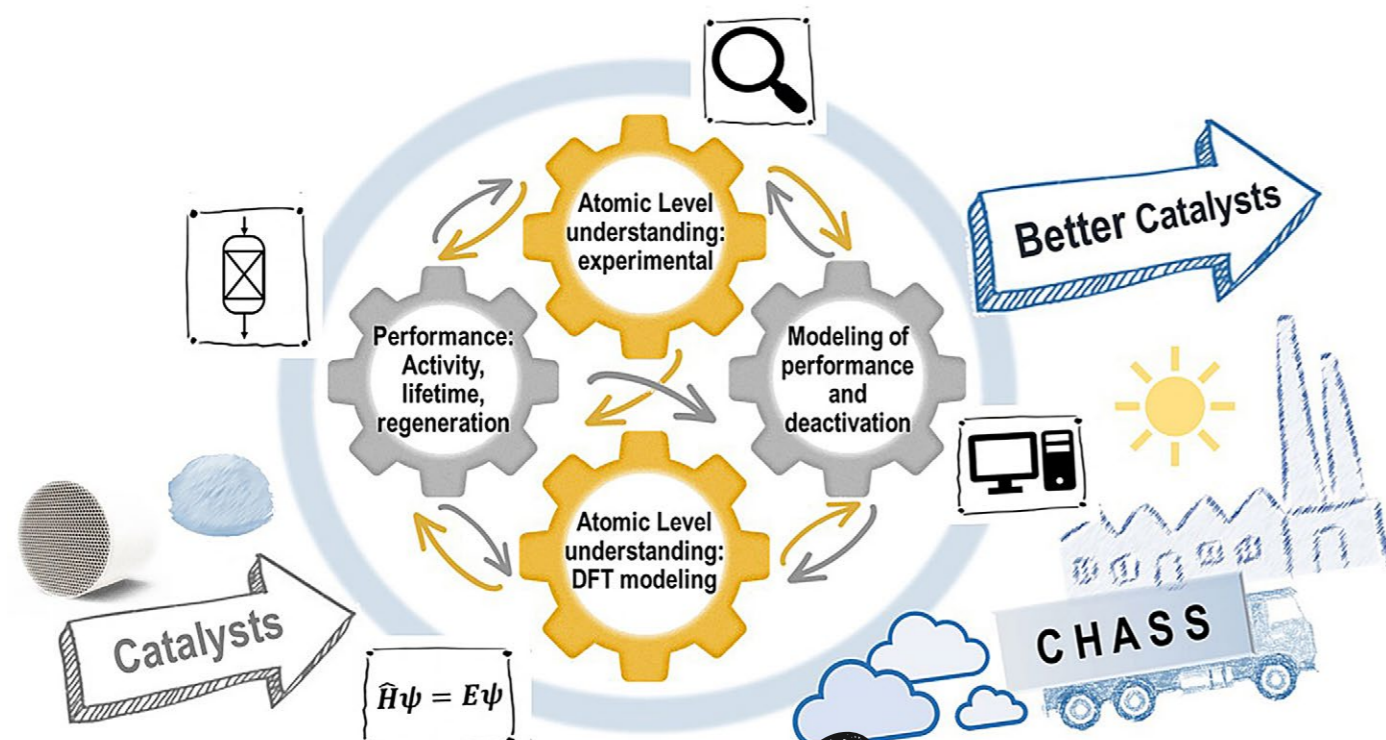 Atomic Level
understanding:
experimental
Better Catalysts
Performance:
Activity,
lifetime,
regeneration
Modeling of
performance
and
deactivation
Atomic Level
understanding:
DFT modeling
Catalysts
CHASS
Ĥψ = Eψ